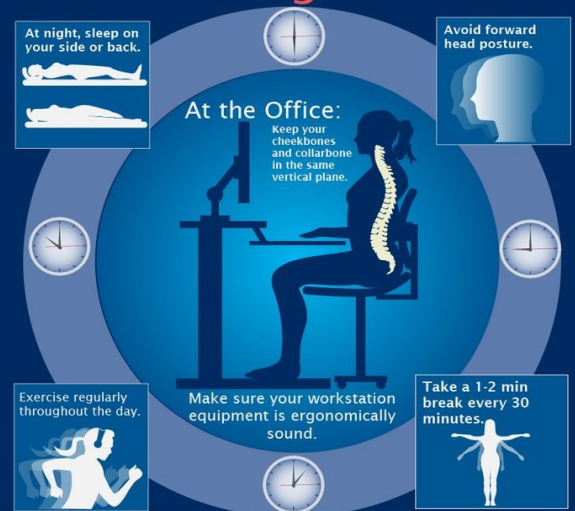 At night, sleep on
your side or back.
Avoid forward
head posture.
At the Office:
Keep your
cheekbones
and collarbone
in the same
vertical plane.
Exercise regularly
throughout the day.
Make sure your workstation
equipment is ergonomically
sound.
Take a 1-2 min
break every 30
minutes.